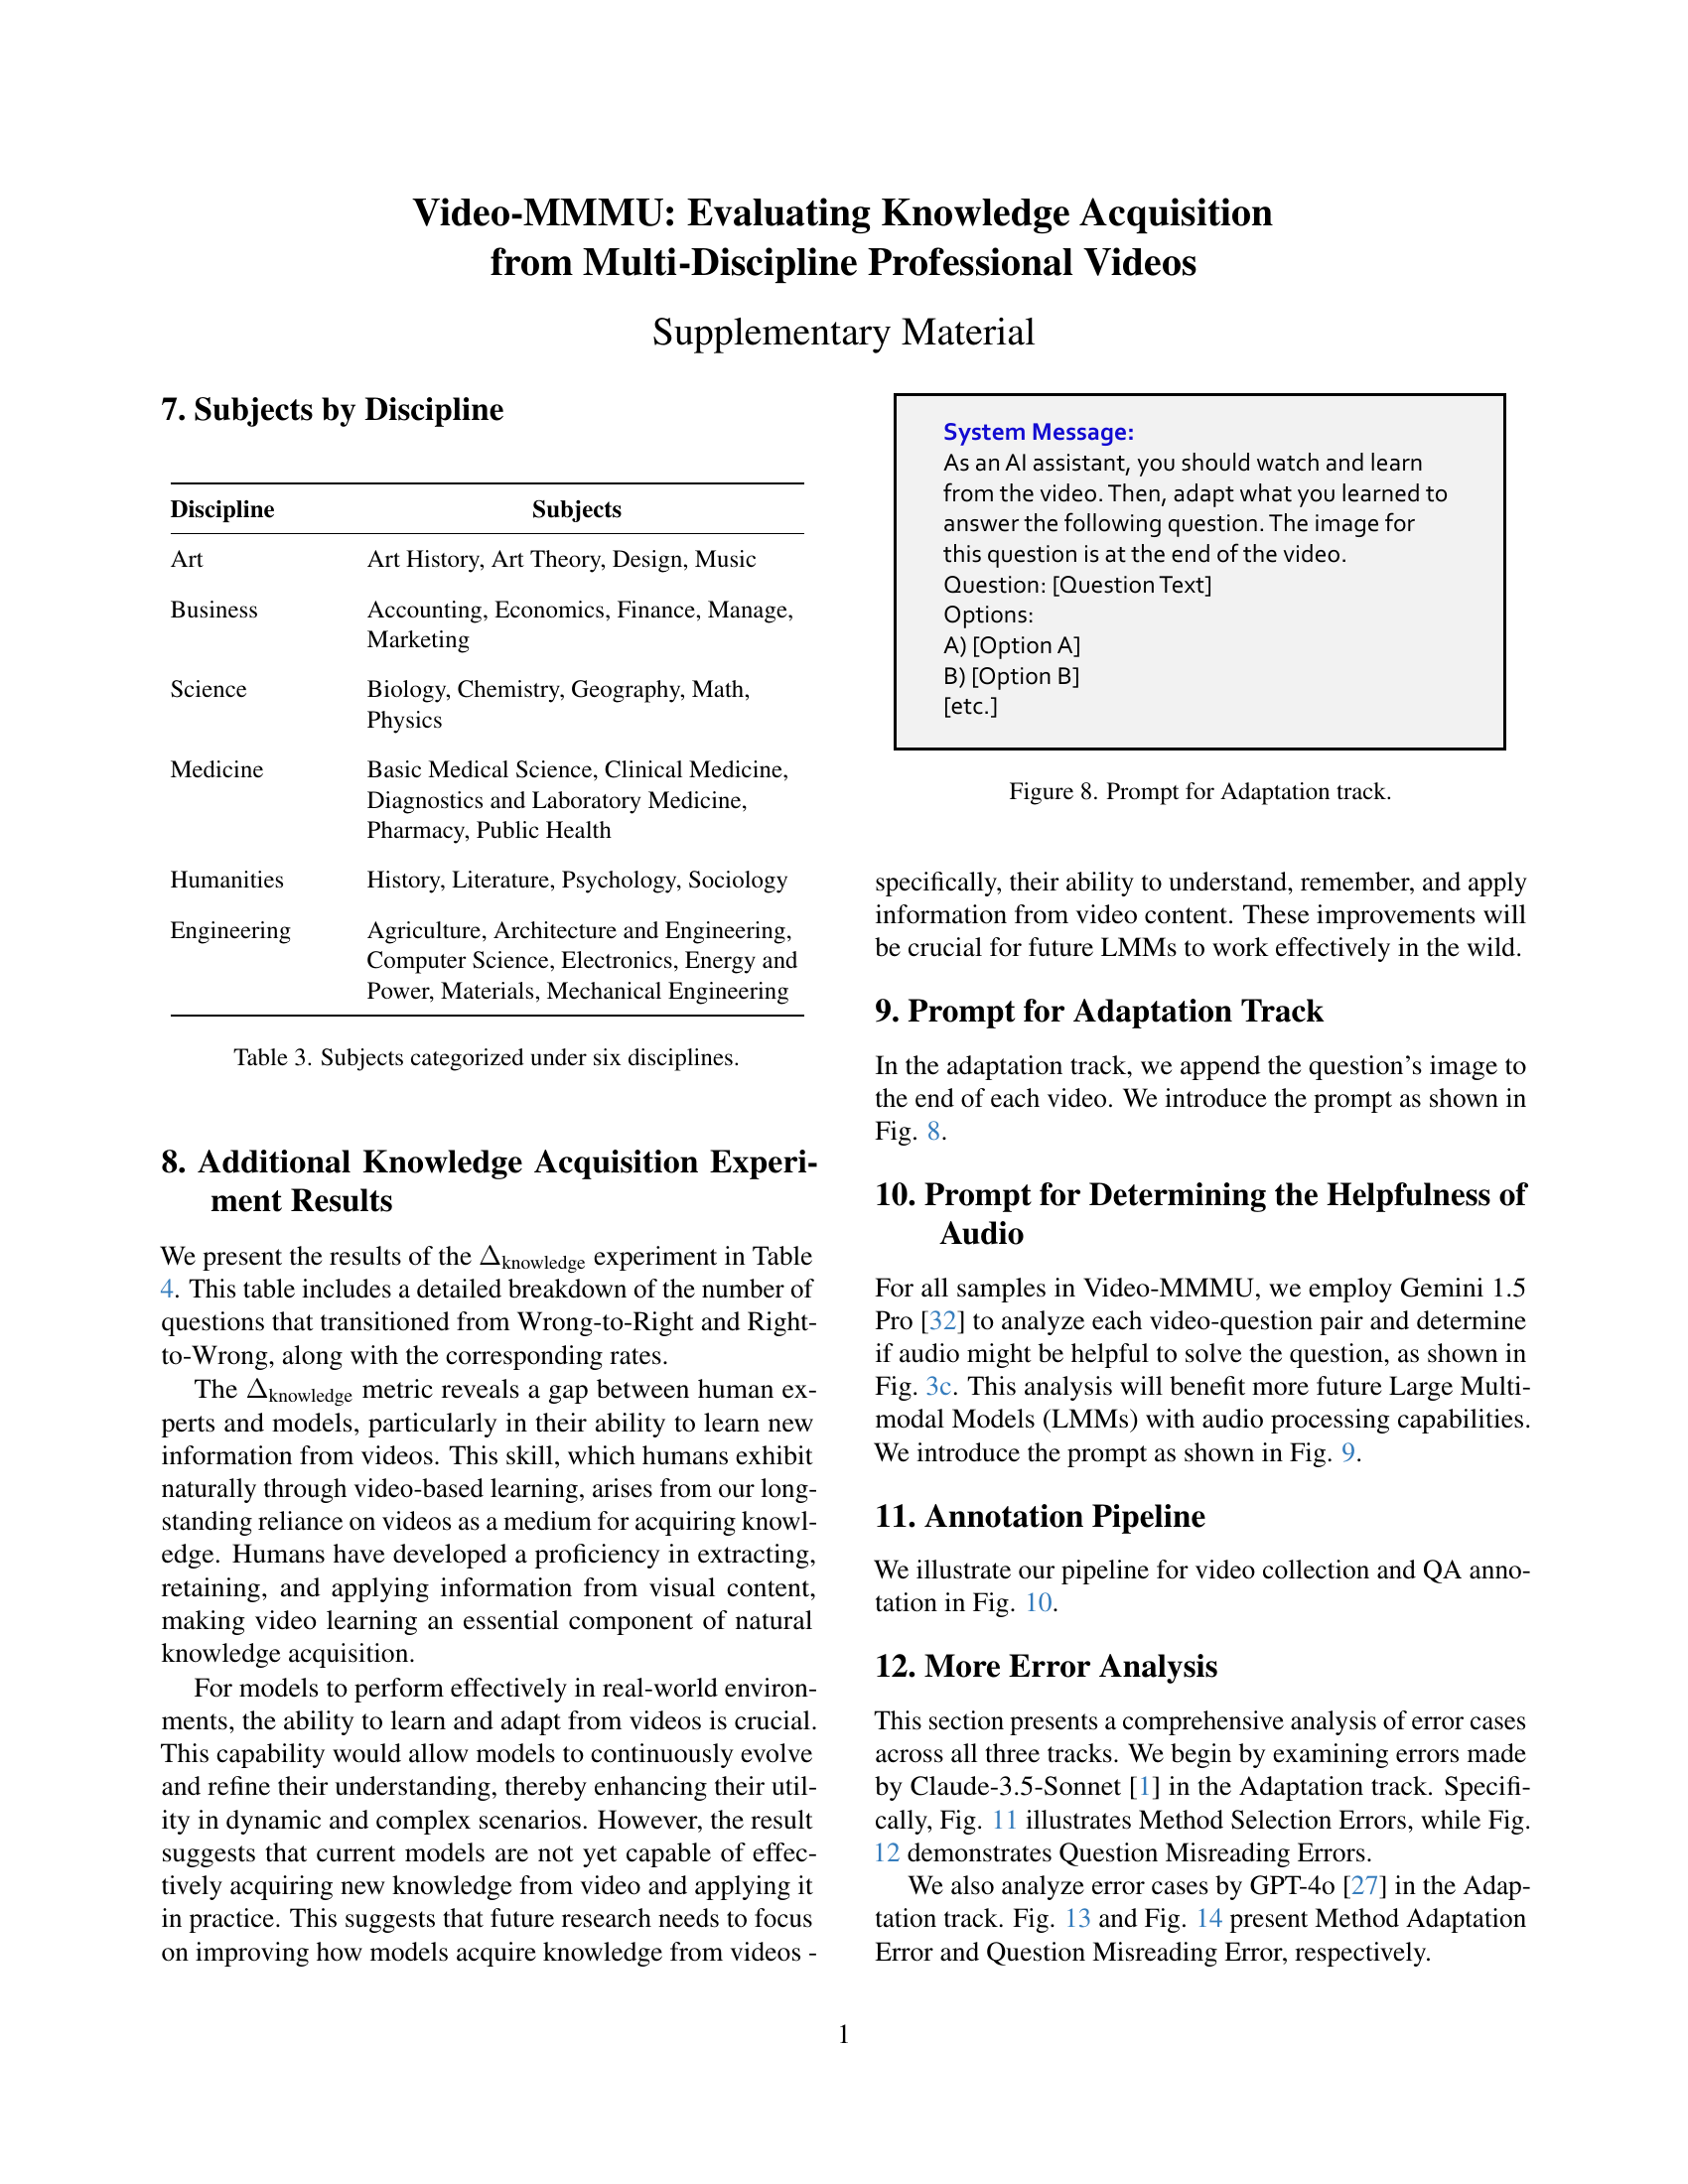 Video-MMMU: Evaluating Knowledge Acquisition
from Multi-Discipline Professional Videos
Supplementary Material
7. Subjects by Discipline
Discipline Subjects
Art Art History, Art Theory, Design, Music
Business Accounting, Economics, Finance, Manage,
Marketing
Science Biology, Chemistry, Geography, Math,
Physics
Medicine Basic Medical Science, Clinical Medicine,
Diagnostics and Laboratory Medicine,
Pharmacy, Public Health
Humanities History, Literature, Psychology, Sociology
Engineering Agriculture, Architecture and Engineering,
Computer Science, Electronics, Energy and
Power, Materials, Mechanical Engineering
Table 3. Subjects categorized under six disciplines.
8. Additional Knowledge Acquisition Experi-
ment Results
We present the results of the Δknowledge experiment in Table
4. This table includes a detailed breakdown of the number of
questions that transitioned from Wrong-to-Right and Right-
to-Wrong, along with the corresponding rates.
The Δknowledge metric reveals a gap between human ex-
perts and models, particularly in their ability to learn new
information from videos. This skill, which humans exhibit
naturally through video-based learning, arises from our long-
standing reliance on videos as a medium for acquiring knowl-
edge. Humans have developed a proficiency in extracting,
retaining, and applying information from visual content,
making video learning an essential component of natural
knowledge acquisition.
For models to perform effectively in real-world environ-
ments, the ability to learn and adapt from videos is crucial.
This capability would allow models to continuously evolve
and refine their understanding, thereby enhancing their util-
ity in dynamic and complex scenarios. However, the result
suggests that current models are not yet capable of effec-
tively acquiring new knowledge from video and applying it
in practice. This suggests that future research needs to focus
on improving how models acquire knowledge from videos -
System Message:
As an AI assistant, you should watch and learn
from the video. Then, adapt what you learned to
answer the following question. The image for
this question is at the end of the video.
Question: [Question Text]
Options:
A) [Option A]
B) [Option B]
[etc.]
Figure 8. Prompt for Adaptation track.
specifically, their ability to understand, remember, and apply
information from video content. These improvements will
be crucial for future LMMs to work effectively in the wild.
9. Prompt for Adaptation Track
In the adaptation track, we append the question's image to
the end of each video. We introduce the prompt as shown in
Fig. 8.
10. Prompt for Determining the Helpfulness of
Audio
For all samples in Video-MMMU, we employ Gemini 1.5
Pro [32] to analyze each video-question pair and determine
if audio might be helpful to solve the question, as shown in
Fig. 3c. This analysis will benefit more future Large Multi-
modal Models (LMMs) with audio processing capabilities.
We introduce the prompt as shown in Fig. 9.
11. Annotation Pipeline
We illustrate our pipeline for video collection and QA anno-
tation in Fig. 10.
12. More Error Analysis
This section presents a comprehensive analysis of error cases
across all three tracks. We begin by examining errors made
by Claude-3.5-Sonnet [1] in the Adaptation track. Specifi-
cally, Fig. 11 illustrates Method Selection Errors, while Fig.
12 demonstrates Question Misreading Errors.
We also analyze error cases by GPT-4o [27] in the Adap-
tation track. Fig. 13 and Fig. 14 present Method Adaptation
Error and Question Misreading Error, respectively.
1